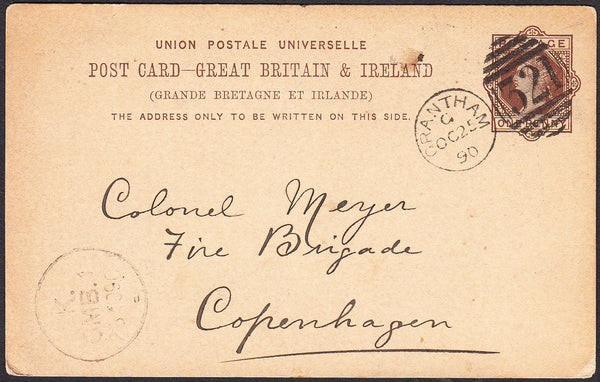 UNION POSTALE UNIVERSELLE
POST CARD—GREAT BRITAIN & IRELAND
(GRANDE BRETAGNE ET IRLANDE)
THE ADDRESS ONLY TO BE WRITTEN ON THIS SIDE.
ONE PENNY
321
GRANTHAM
G
OC 25
90
Colonel Meyer
Fire Brigade
Copenhagen
K.